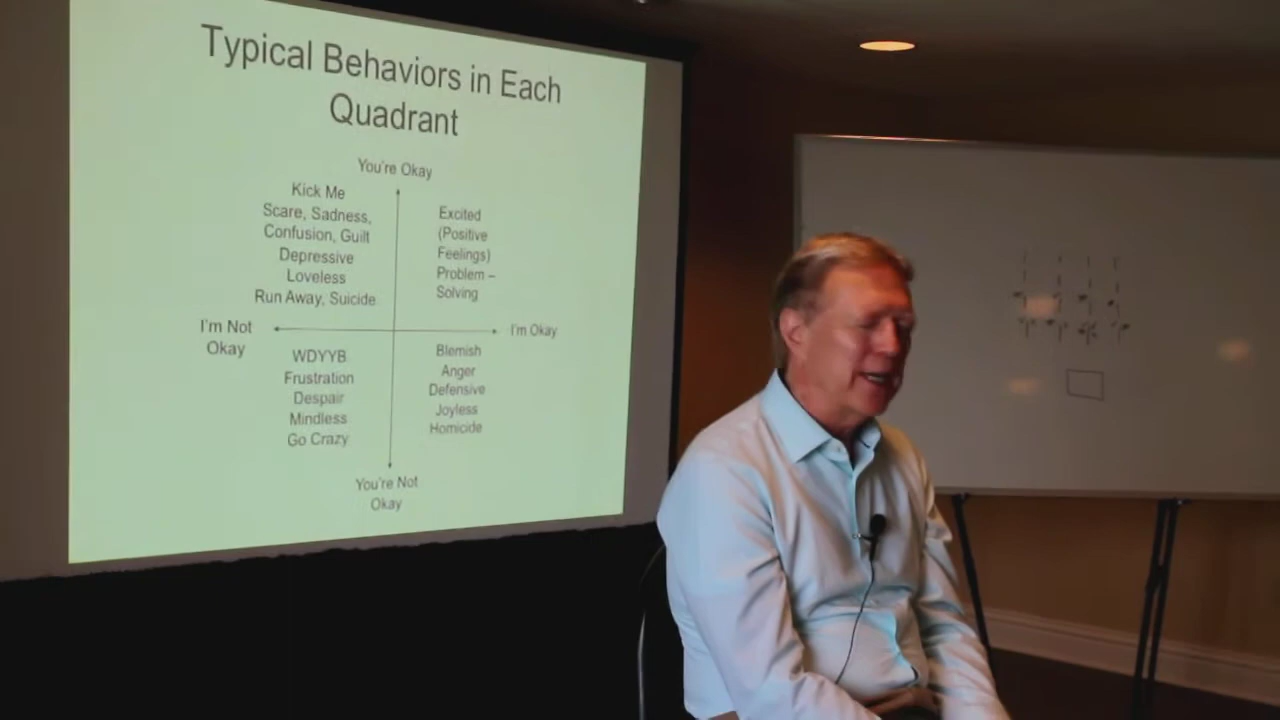 Typical Behaviors in Each
Quadrant
You're Okay
Kick Me
Scare, Sadness,
Confusion, Guilt
Depressive
Loveless
Run Away, Suicide
Excited
(Positive
Feelings)
Problem –
Solving
I'm Not
Okay
I'm Okay
WDYYB
Frustration
Despair
Mindless
Go Crazy
Blemish
Anger
Defensive
Joyless
Homicide
You're Not
Okay